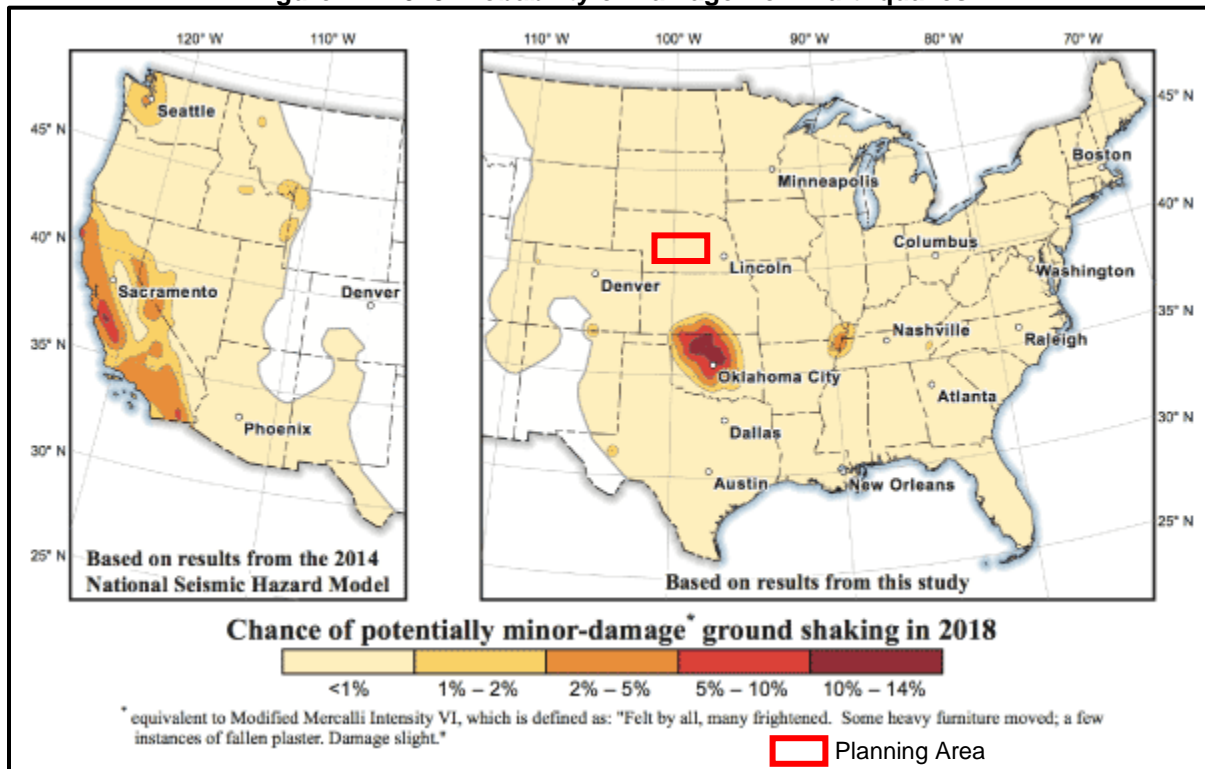 120° W
110° W
110° W
100° W
90° W
80° W
70° W
45° N
40° N
35° N
30° N
25° N
Seattle
Sacramento
Denver
Phoenix
Based on results from the 2014
National Seismic Hazard Model
45° N
40° N
35° N
30° N
25° N
Boston
Minneapolis
Columbus
Lincoln
Washington
Denver
Nashville
Raleigh
Oklahoma City
Atlanta
Dallas
Austin
New Orleans
Based on results from this study
Chance of potentially minor-damage* ground shaking in 2018
<1%
1% – 2%
2% – 5%
5% – 10%
10% – 14%
* equivalent to Modified Mercalli Intensity VI, which is defined as: "Felt by all, many frightened. Some heavy furniture moved; a few
instances of fallen plaster. Damage slight."
Planning Area